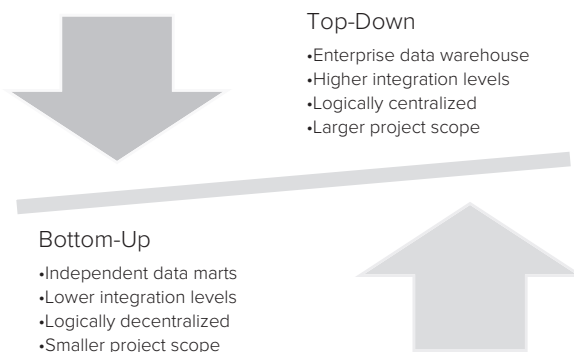 Top-Down
•Enterprise data warehouse
•Higher integration levels
•Logically centralized
•Larger project scope
Bottom-Up
•Independent data marts
•Lower integration levels
•Logically decentralized
•Smaller project scope